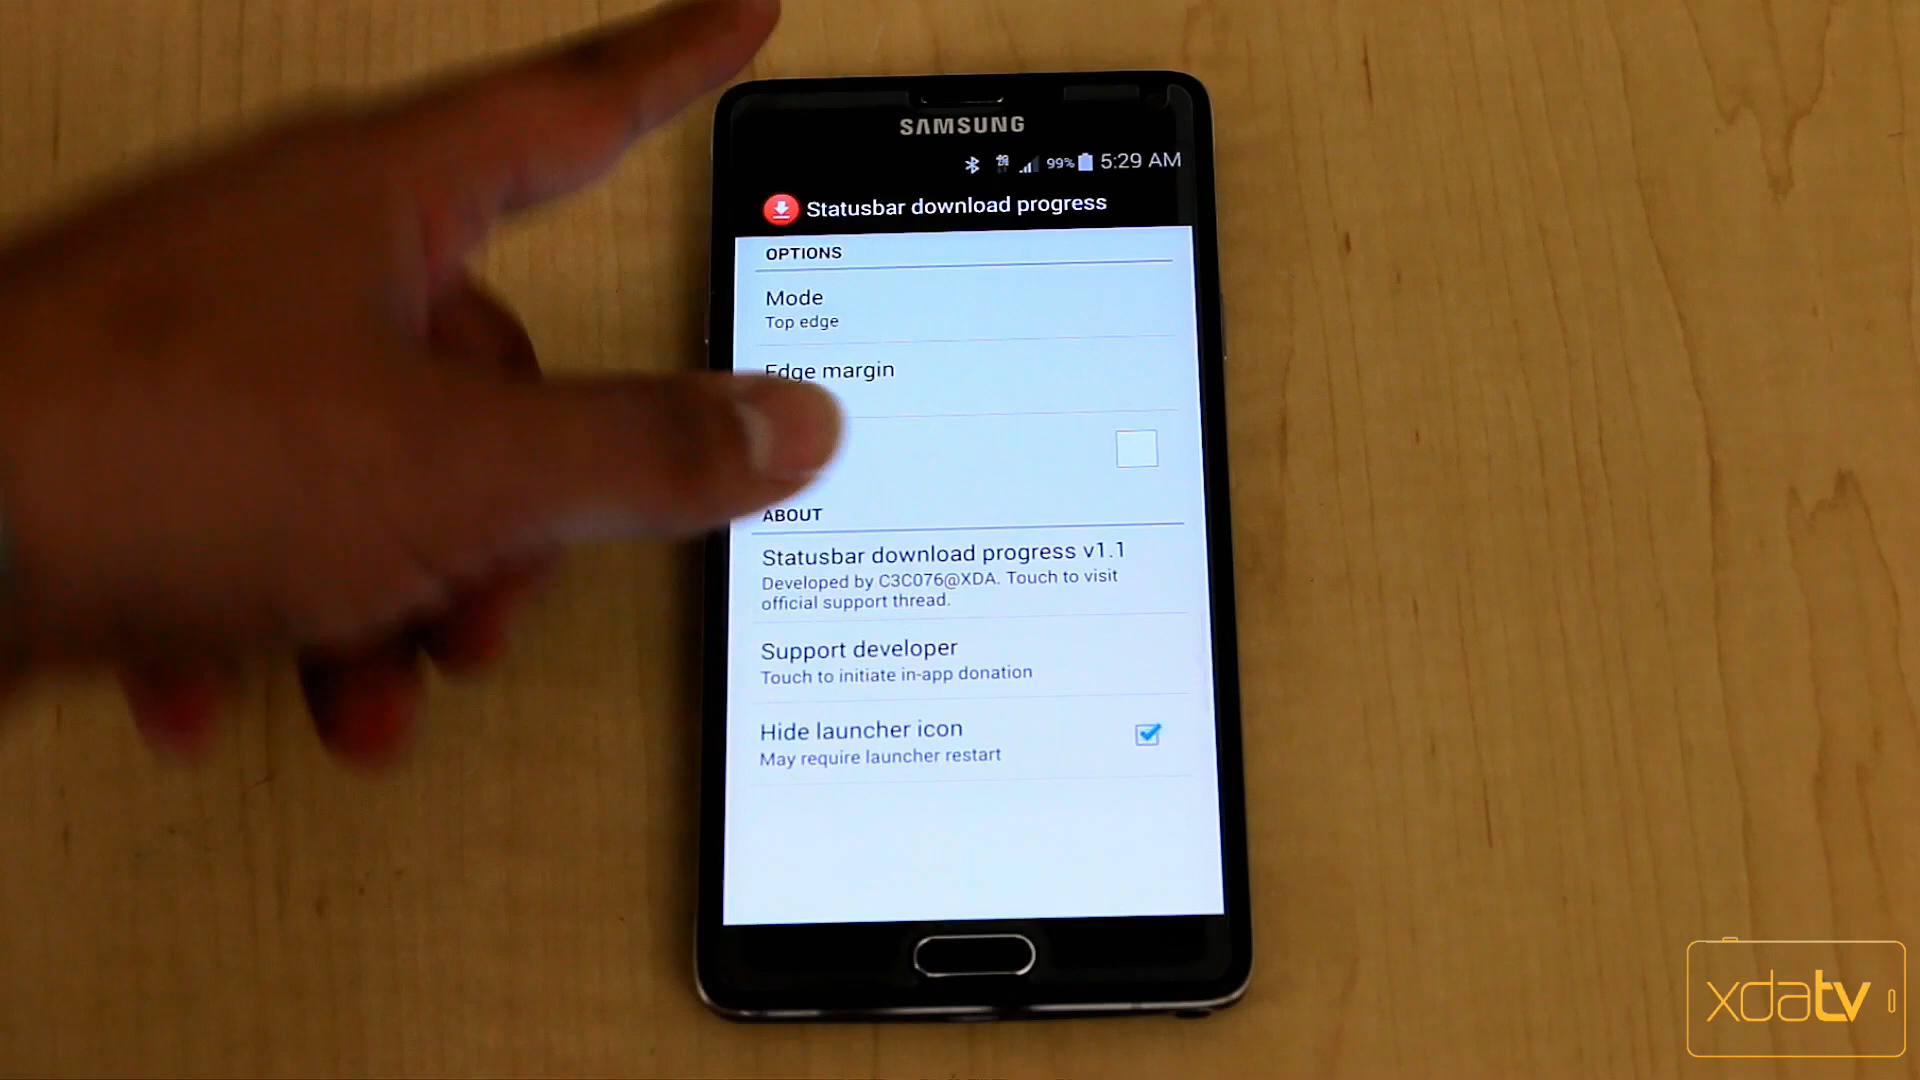 SAMSUNG
99% 5:29 AM
Statusbar download progress
OPTIONS
Mode
Top edge
Edge margin
ABOUT
Statusbar download progress v1.1
Developed by C3C076@XDA. Touch to visit
official support thread.
Support developer
Touch to initiate in-app donation
Hide launcher icon
May require launcher restart
xdatv